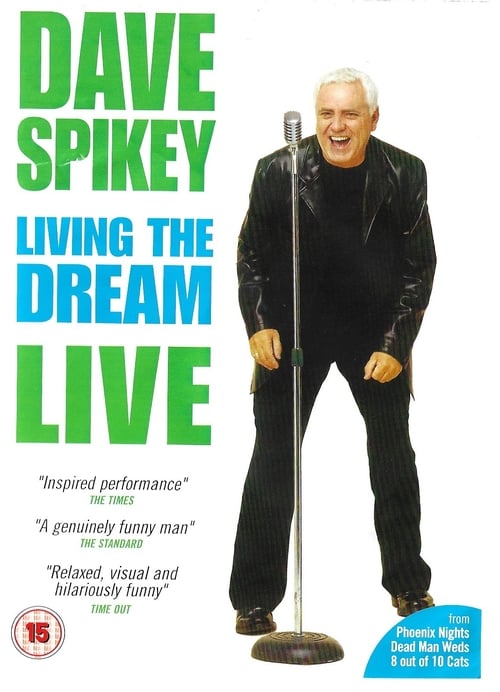 DAVE
SPIKEY
LIVING THE
DREAM
LIVE
"Inspired performance"
THE TIMES
"A genuinely funny man"
THE STANDARD
"Relaxed, visual and
hilariously funny"
TIME OUT
15
from
Phoenix Nights
Dead Man Weds
8 out of 10 Cats